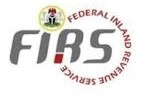 FEDERAL INLAND REVENUE SERVICE
FIRS